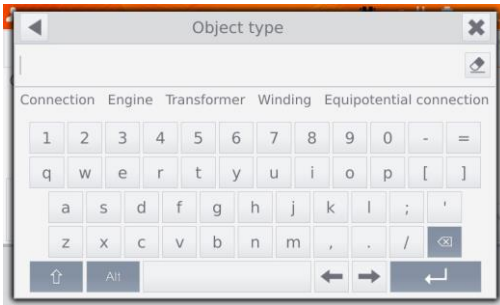 Object type
Connection Engine Transformer Winding Equipotential connection
1 2 3 4 5 6 7 8 9 0 - =
q w e r t y u i o p [ ]
a s d f g h j k l ; '
z x c v b n m , . /
Alt